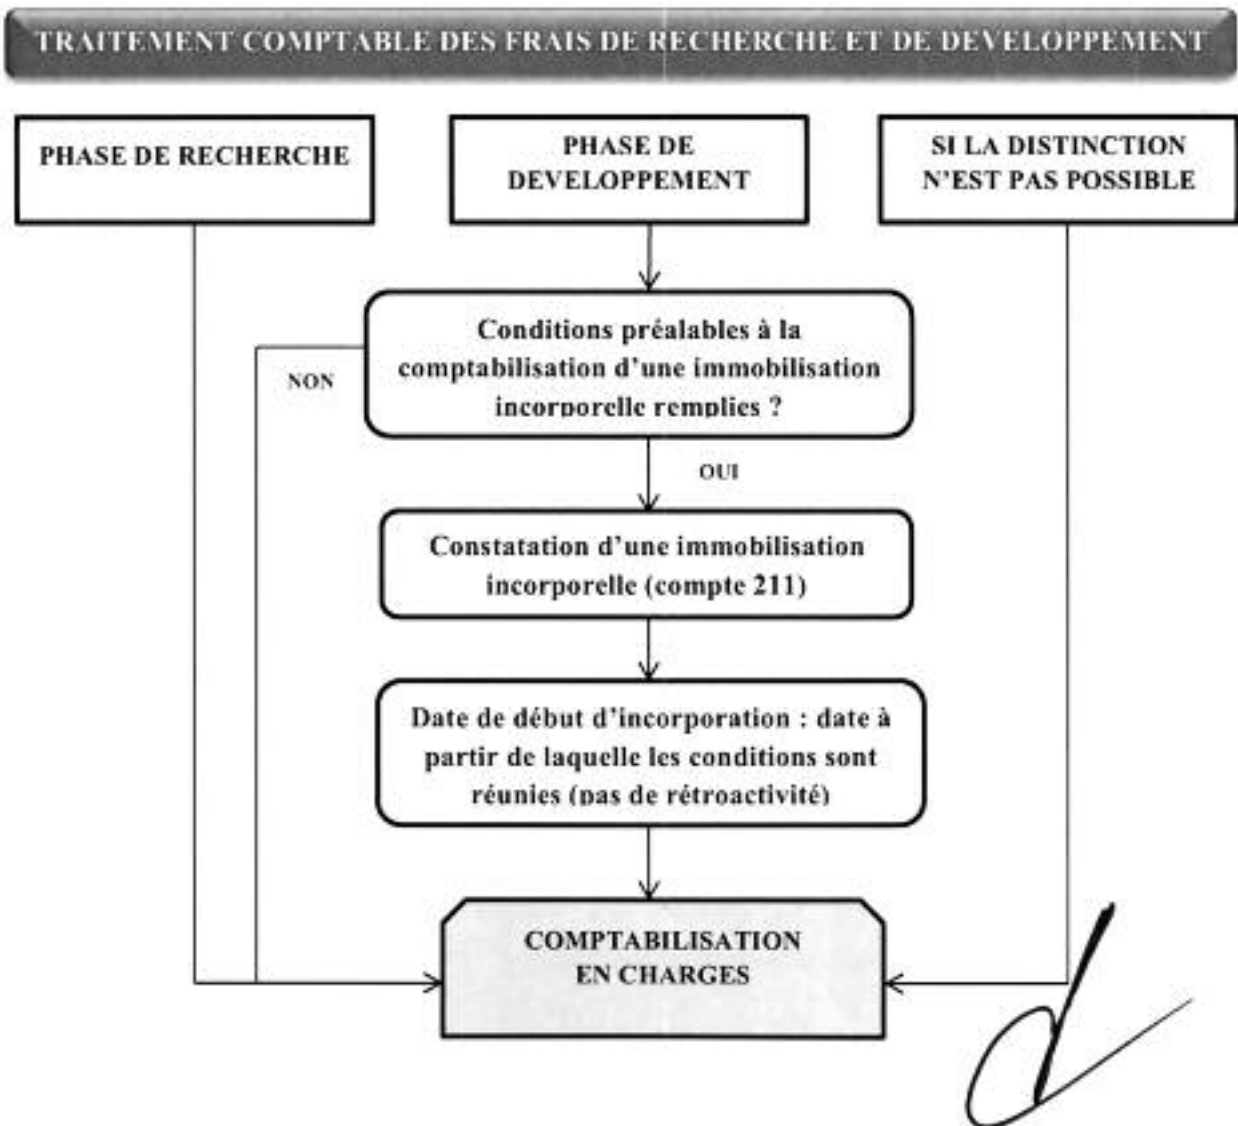 TRAITEMENT COMPTABLE DES FRAIS DE RECHERCHE ET DE DEVELOPPEMENT
PHASE DE RECHERCHE
PHASE DE
DEVELOPPEMENT
SI LA DISTINCTION
N'EST PAS POSSIBLE
Conditions préalables à la
comptabilisation d'une immobilisation
incorporelle remplies ?
NON
OUI
Constatation d'une immobilisation
incorporelle (compte 211)
Date de début d'incorporation : date à
partir de laquelle les conditions sont
réunies (pas de rétroactivité)
COMPTABILISATION
EN CHARGES